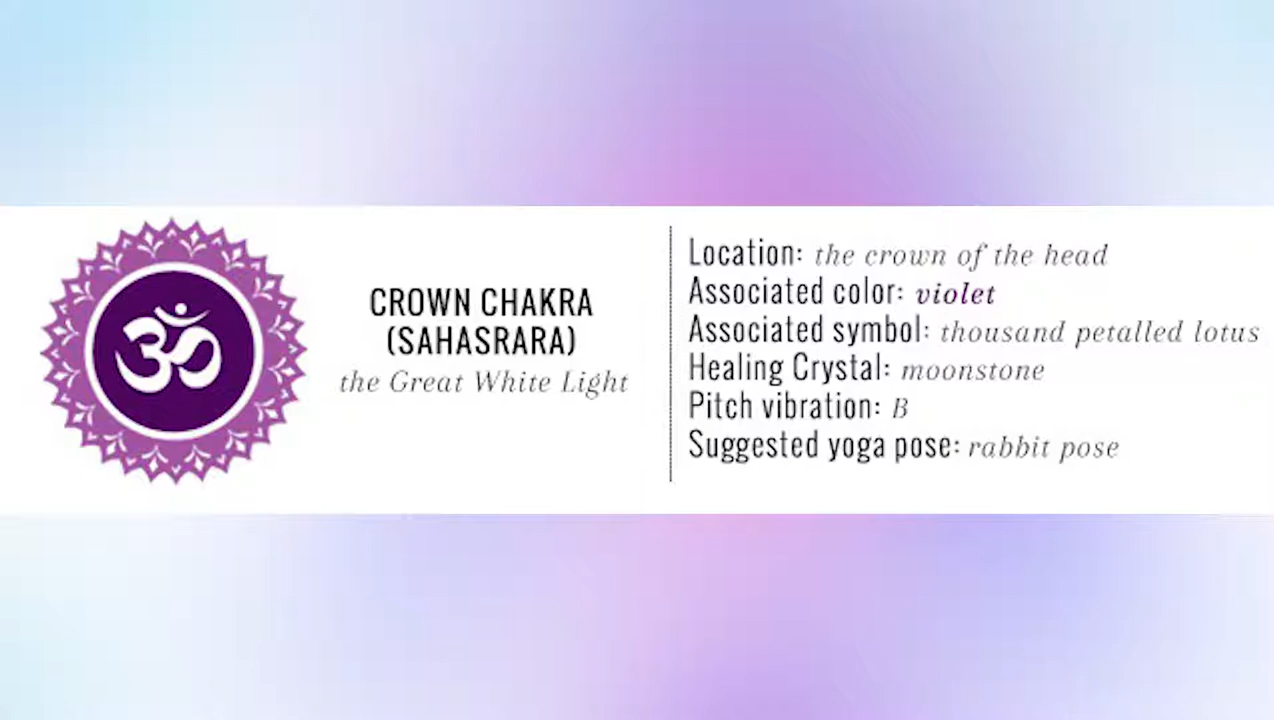 ॐ
CROWN CHAKRA
(SAHASRARA)
the Great White Light
Location: the crown of the head
Associated color: violet
Associated symbol: thousand petalled lotus
Healing Crystal: moonstone
Pitch vibration: B
Suggested yoga pose: rabbit pose